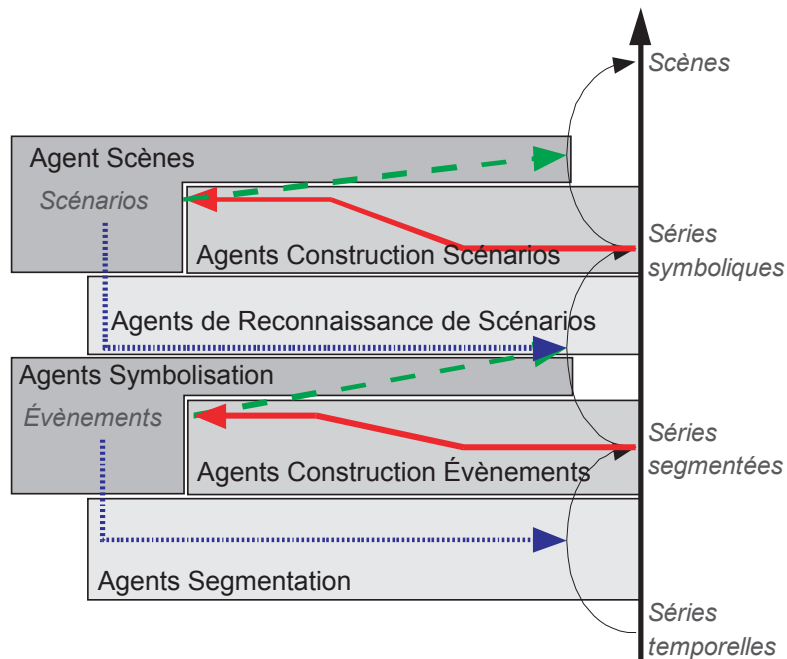 Scènes
Agent Scènes
Scénarios
Agents Construction Scénarios
Séries
symboliques
Agents de Reconnaissance de Scénarios
Agents Symbolisation
Évènements
Agents Construction Évènements
Séries
segmentées
Agents Segmentation
Séries
temporelles